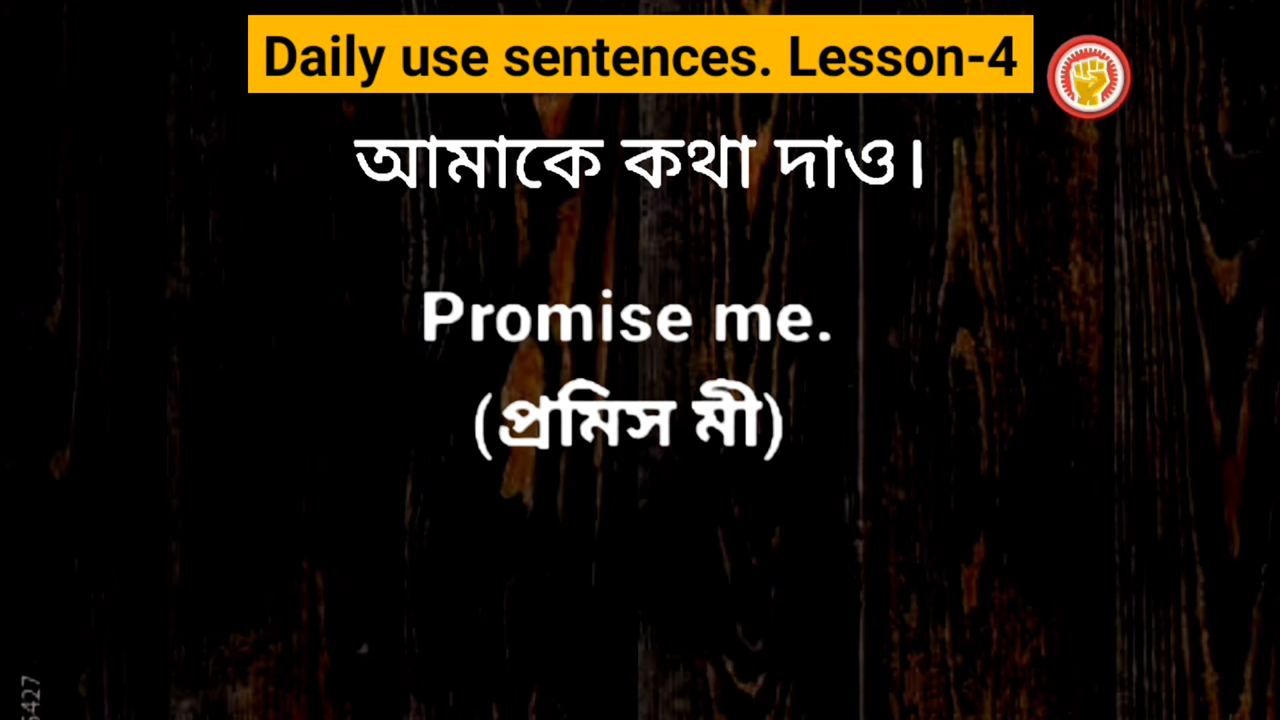 Daily use sentences. Lesson-4
আমাকে কথা দাও।
Promise me.
(প্রমিস মী)